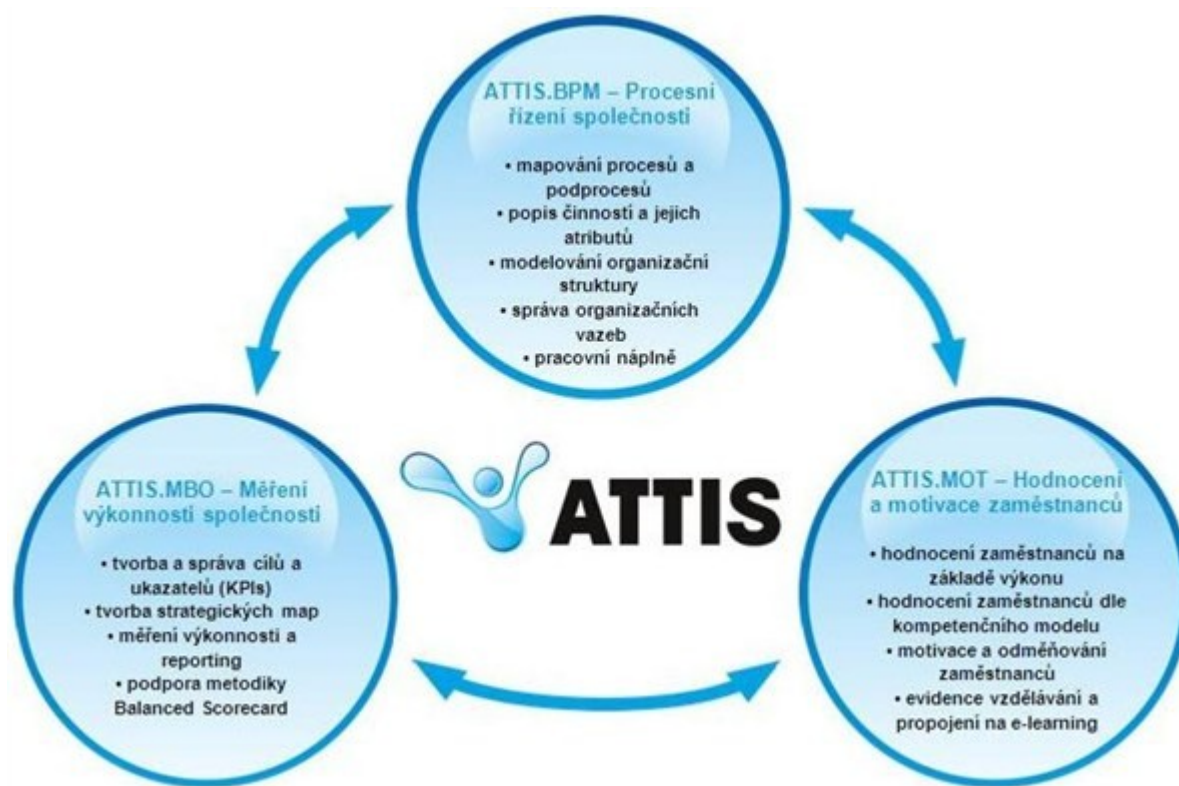 ATTIS.BPM – Procesní
řízení společnosti
• mapování procesů a
podprocesů
• popis činností a jejich
atributů
• modelování organizační
struktury
• správa organizačních
vazeb
• pracovní náplně
ATTIS.MBO – Měření
výkonnosti společnosti
• tvorba a správa cílů a
ukazatelů (KPIs)
• tvorba strategických map
• měření výkonnosti a
reporting
• podpora metodiky
Balanced Scorecard
ATTIS
ATTIS.MOT – Hodnocení
a motivace zaměstnanců
• hodnocení zaměstnanců na
základě výkonu
• hodnocení zaměstnanců dle
kompetenčního modelu
• motivace a odměňování
zaměstnanců
• evidence vzdělávání a
propojení na e-learning